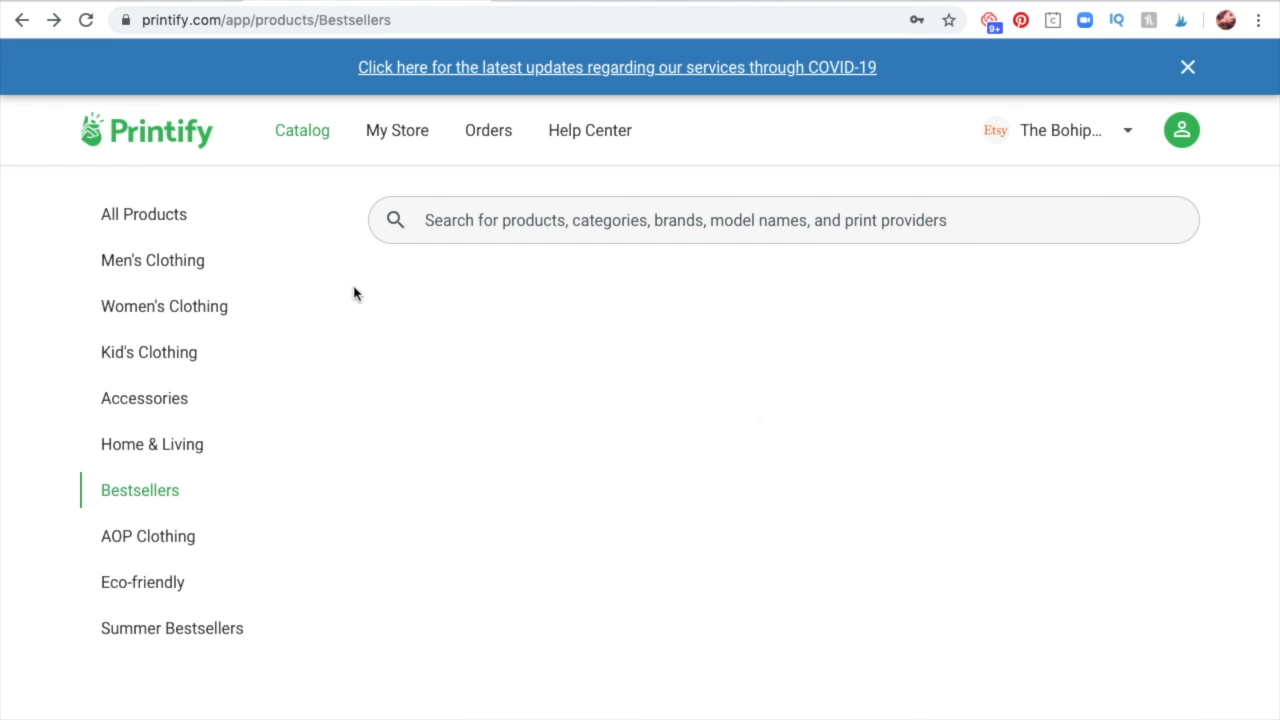 printify.com/app/products/Bestsellers
9+
IQ
Click here for the latest updates regarding our services through COVID-19
Printify
Catalog
My Store
Orders
Help Center
Etsy
The Bohip...
All Products
Search for products, categories, brands, model names, and print providers
Men's Clothing
Women's Clothing
Kid's Clothing
Accessories
Home & Living
Bestsellers
AOP Clothing
Eco-friendly
Summer Bestsellers